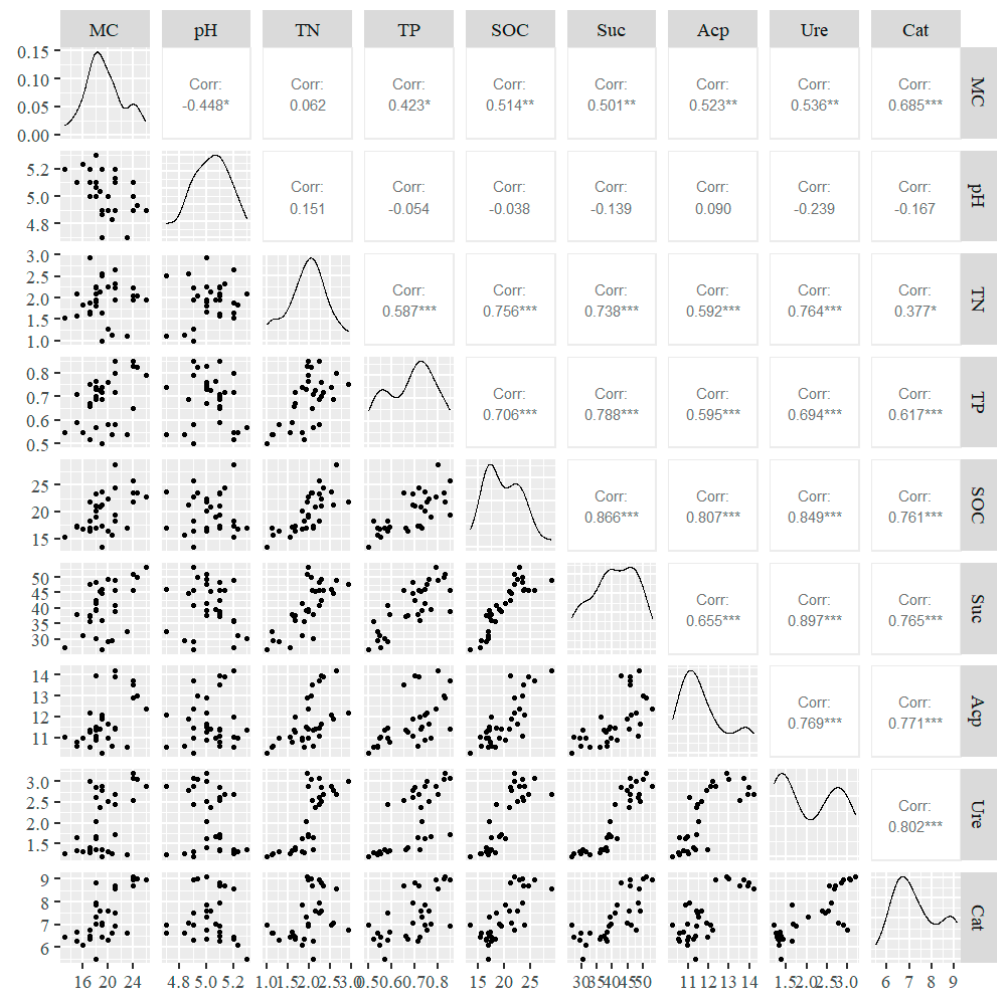 MC pH TN TP SOC Suc Acp Ure Cat
0.15
0.10
0.05
0.00
Corr: Corr: Corr: Corr: Corr: Corr: Corr: Corr:
-0.448* 0.062 0.423* 0.514** 0.501** 0.523** 0.536** 0.685***
MC
5.2
5.0
4.8
Corr: Corr: Corr: Corr: Corr: Corr: Corr:
0.151 -0.054 -0.038 -0.139 0.090 -0.239 -0.167
pH
3.0
2.5
2.0
1.5
1.0
Corr: Corr: Corr: Corr: Corr: Corr:
0.587*** 0.756*** 0.738*** 0.592*** 0.764*** 0.377*
TN
0.8
0.7
0.6
0.5
Corr: Corr: Corr: Corr: Corr:
0.706*** 0.788*** 0.595*** 0.694*** 0.617***
TP
25
20
15
Corr: Corr: Corr: Corr:
0.866*** 0.807*** 0.849*** 0.761***
SOC
50
45
40
35
30
Corr: Corr: Corr:
0.655*** 0.897*** 0.765***
Suc
14
13
12
11
Corr: Corr:
0.769*** 0.771***
Acp
3.0
2.5
2.0
1.5
Corr:
0.802***
Ure
9
8
7
6
Cat
16 20 24 4.8 5.0 5.2 1.01.52.02.53.0 0.50.60.70.8 15 20 25 3035404550 11 12 13 14 1.52.02.53.0 6 7 8 9